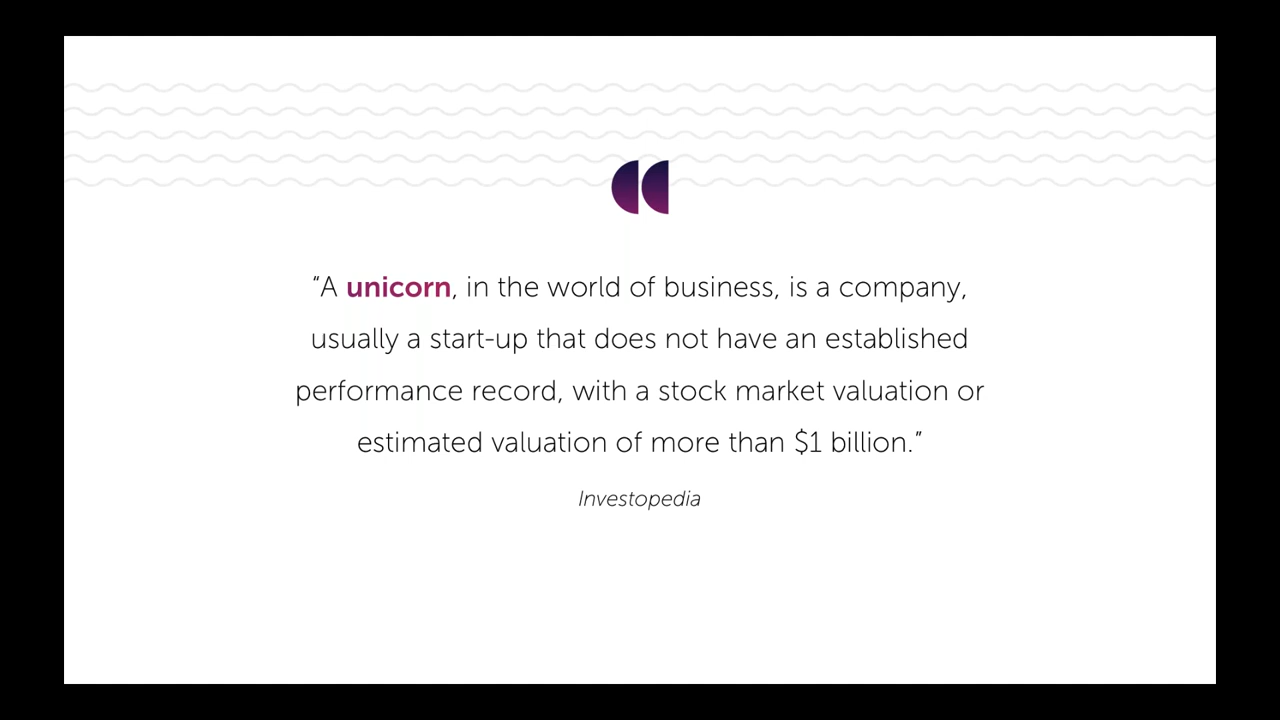 “A unicorn, in the world of business, is a company,
usually a start-up that does not have an established
performance record, with a stock market valuation or
estimated valuation of more than $1 billion.”
Investopedia